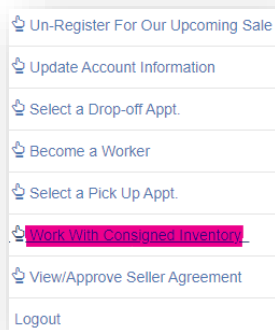 Un-Register For Our Upcoming Sale
Update Account Information
Select a Drop-off Appt.
Become a Worker
Select a Pick Up Appt.
Work With Consigned Inventory
View/Approve Seller Agreement
Logout